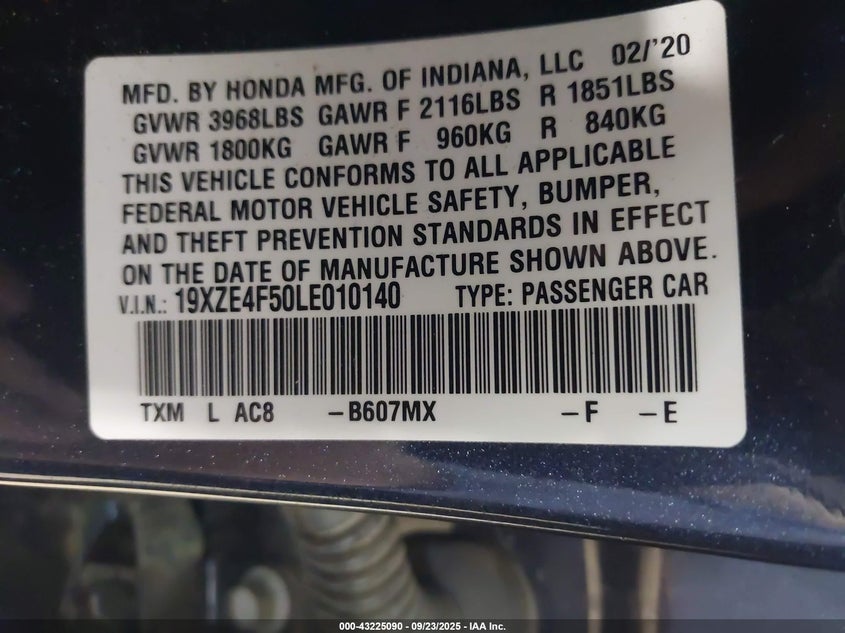 MFD. BY HONDA MFG. OF INDIANA, LLC 02/'20
GVWR 3968LBS GAWR F 2116LBS R 1851LBS
GVWR 1800KG GAWR F 960KG R 840KG
THIS VEHICLE CONFORMS TO ALL APPLICABLE
FEDERAL MOTOR VEHICLE SAFETY, BUMPER,
AND THEFT PREVENTION STANDARDS IN EFFECT
ON THE DATE OF MANUFACTURE SHOWN ABOVE.
V.I.N.: 19XZE4F50LE010140 TYPE: PASSENGER CAR
TXM L AC8 -B607MX -F -E
000-43225090 - 09/23/2025 - IAA Inc.